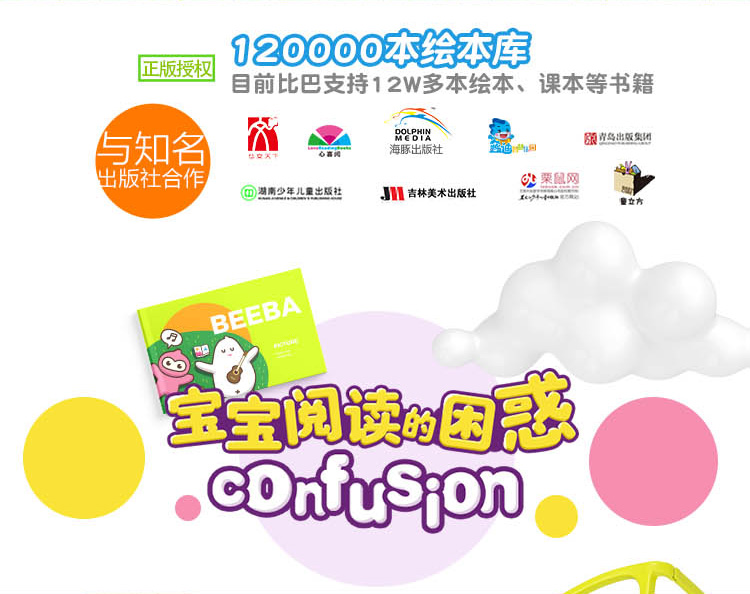 正版授权
120000本绘本库
目前比巴支持12W多本绘本、课本等书籍
与知名
出版社合作
弘安天下
心喜阅
DOLPHIN
MEDIA
海豚出版社
青岛出版集团
湖南少年儿童出版社
吉林美术出版社
栗鼠网
童立方
BEEBA
宝宝阅读的困惑
confusion